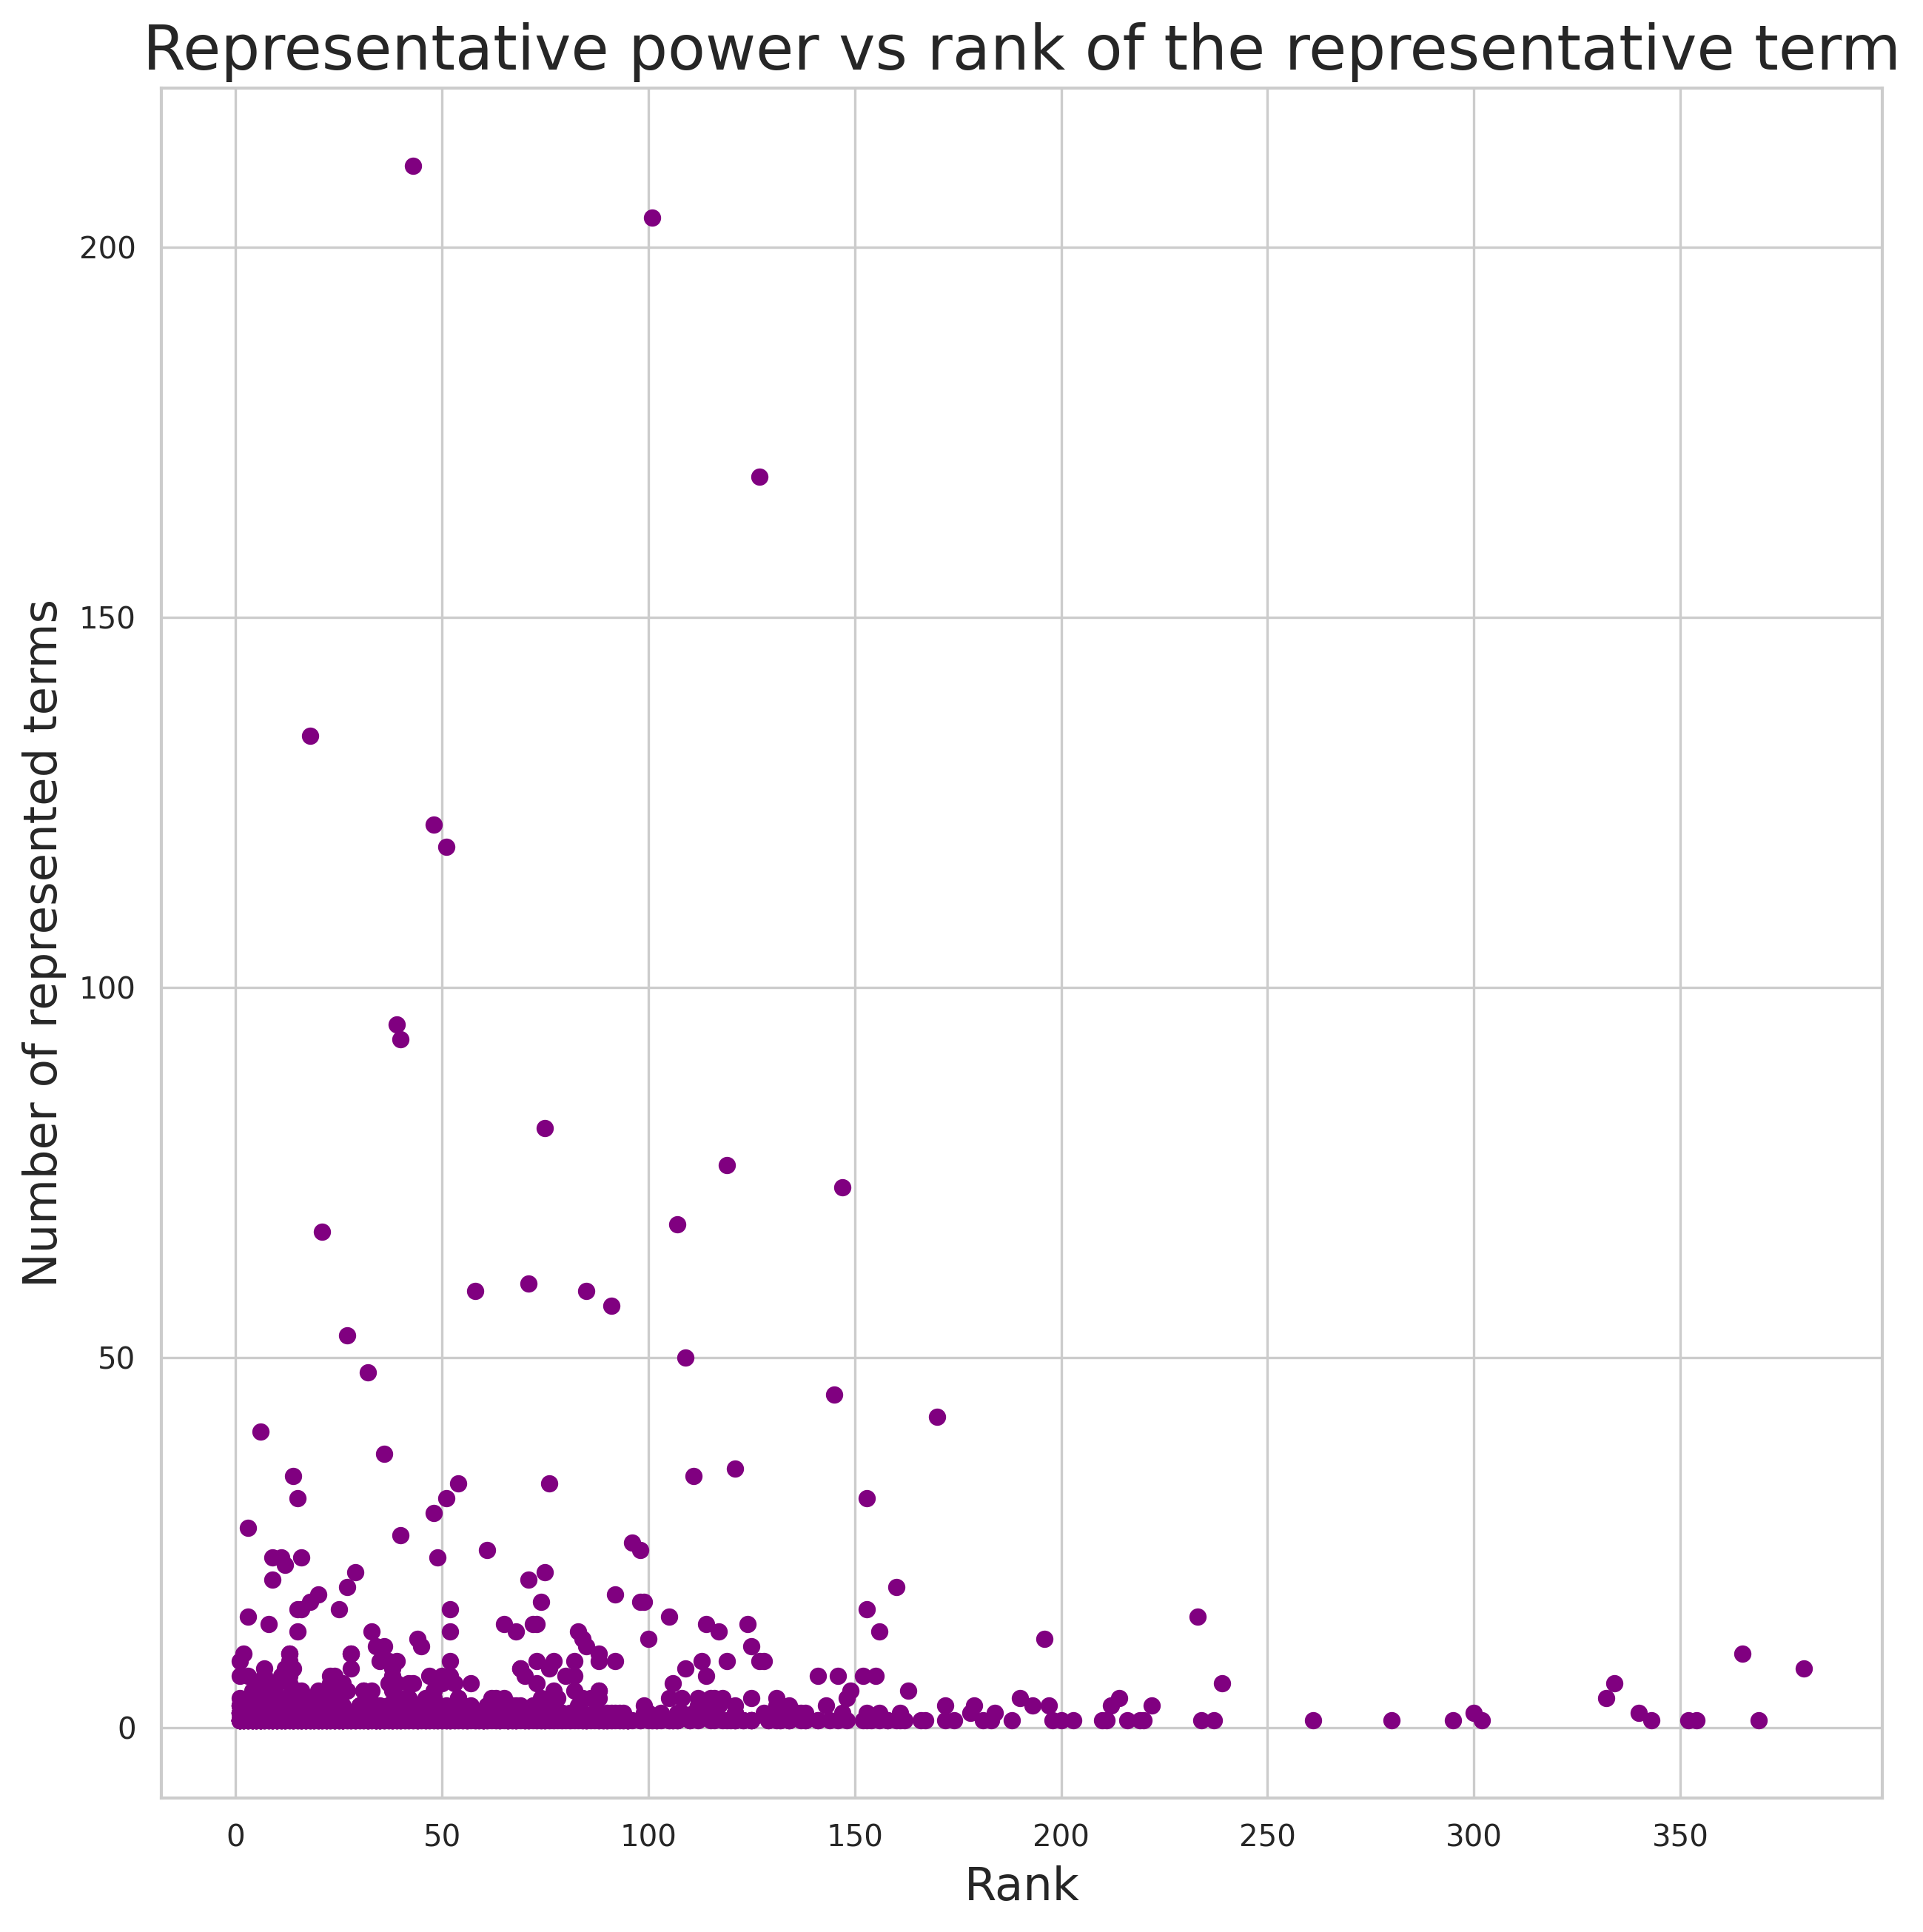 Representative power vs rank of the representative term
Number of represented terms
200
150
100
50
0
0 50 100 150 200 250 300 350
Rank